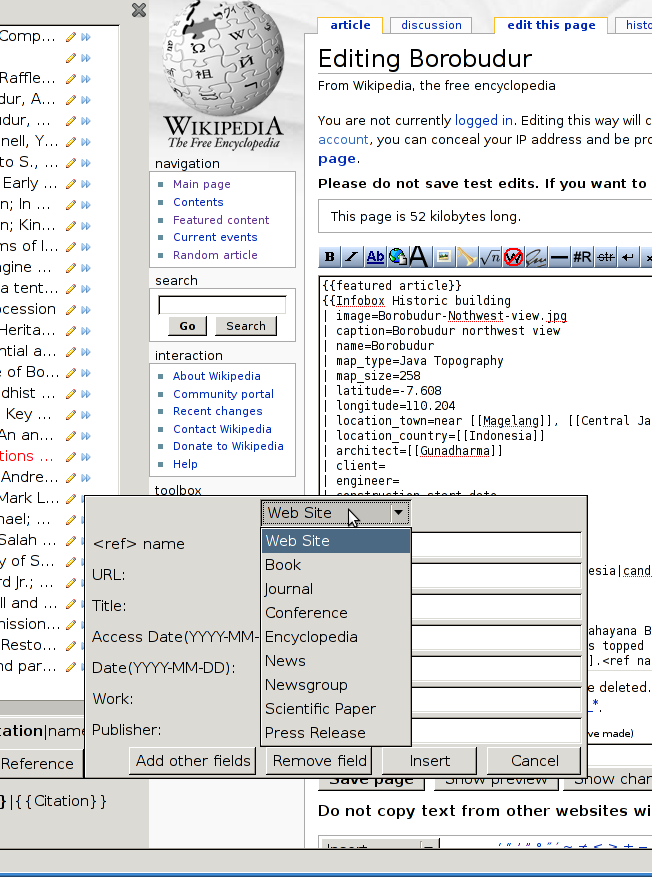 Comp...
Raffle...
dur, A...
udur, ...
nell, Y...
to S., ...
Early ...
n; In ...
n; Kin...
ms of I...
agine ...
a tent...
ocession
Herita...
ntial a...
e of Bo...
dhist ...
Key ...
An an...
tions ...
Andre...
Mark L...
hael; ...
Salah ...
y of S...
rd Jr.; ...
ll and ...
mission...
Resto...
nd par...
tation|name
Reference
}|{{Citation}}
WIKIPEDIA
The Free Encyclopedia
navigation
Main page
Contents
Featured content
Current events
Random article
search
Go
Search
interaction
About Wikipedia
Community portal
Recent changes
Contact Wikipedia
Donate to Wikipedia
Help
toolbox
article
discussion
edit this page
histo
Editing Borobudur
From Wikipedia, the free encyclopedia
You are not currently logged in. Editing this way will c
account, you can conceal your IP address and be pro
page.
Please do not save test edits. If you want to
This page is 52 kilobytes long.
B I Ab A √n — #R str
{{featured article}}
{{Infobox Historic building
| image=Borobudur-Nothwest-view.jpg
| caption=Borobudur northwest view
| name=Borobudur
| map_type=Java Topography
| map_size=258
| latitude=-7.608
| longitude=110.204
| location_town=near [[Magelang]], [[Central Ja
| location_country=[[Indonesia]]
| architect=[[Gunadharma]]
| client=
| engineer=
| construction_start_date
Web Site
Web Site
Book
Journal
Conference
Encyclopedia
News
Newsgroup
Scientific Paper
Press Release
<ref> name
URL:
Title:
Access Date(YYYY-MM-
Date(YYYY-MM-DD):
Work:
Publisher:
Add other fields
Remove field
Insert
Cancel
esia|cand
ahayana B
s topped
].<ref na
e deleted.
*.
ve made)
Save page
Show preview
Show chan
Do not copy text from other websites wi
Insert